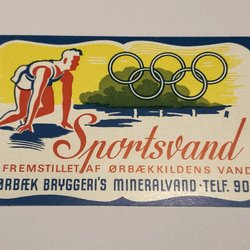 Sportsvand
FREMSTILLET AF ØRBÆKKILDENS VAND
ØRBÆK BRYGGERI'S MINERALVAND - TELF. 90